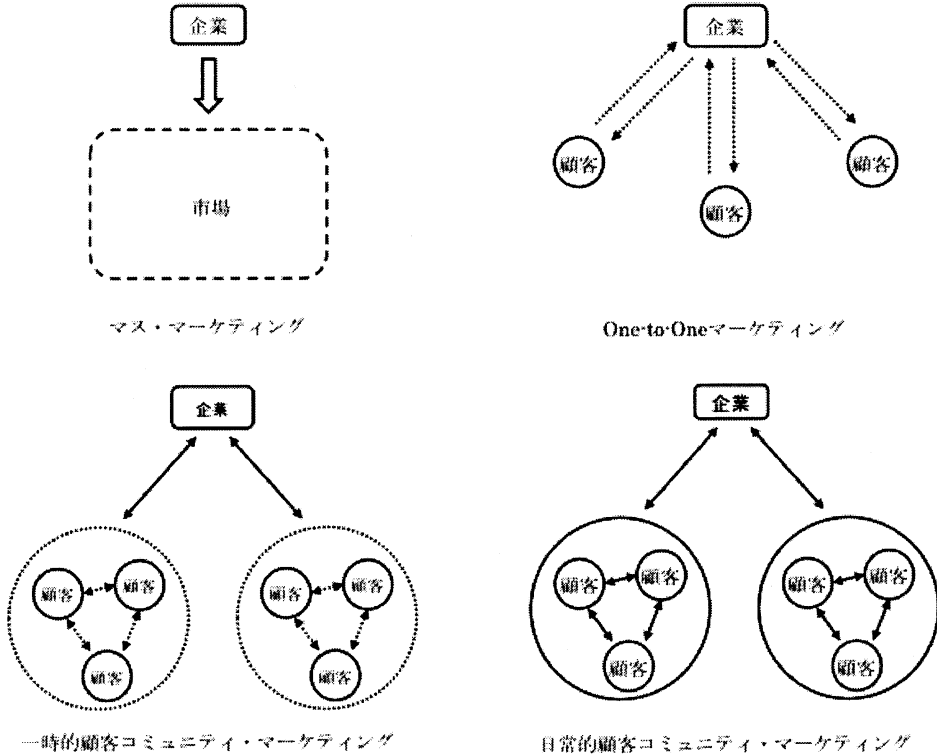 企業
市場
マス・マーケティング
企業
顧客
顧客
顧客
One-to-Oneマーケティング
企業
顧客
顧客
顧客
顧客
顧客
顧客
一時的顧客コミュニティ・マーケティング
企業
顧客
顧客
顧客
顧客
顧客
顧客
日常的顧客コミュニティ・マーケティング